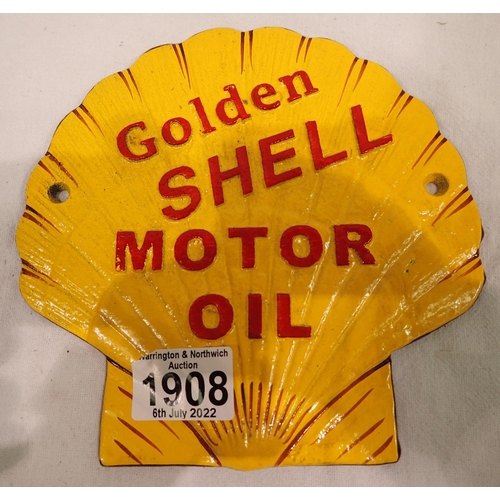 Golden
SHELL
MOTOR
OIL
Warrington & Northwich
Auction
1908
6th July 2022